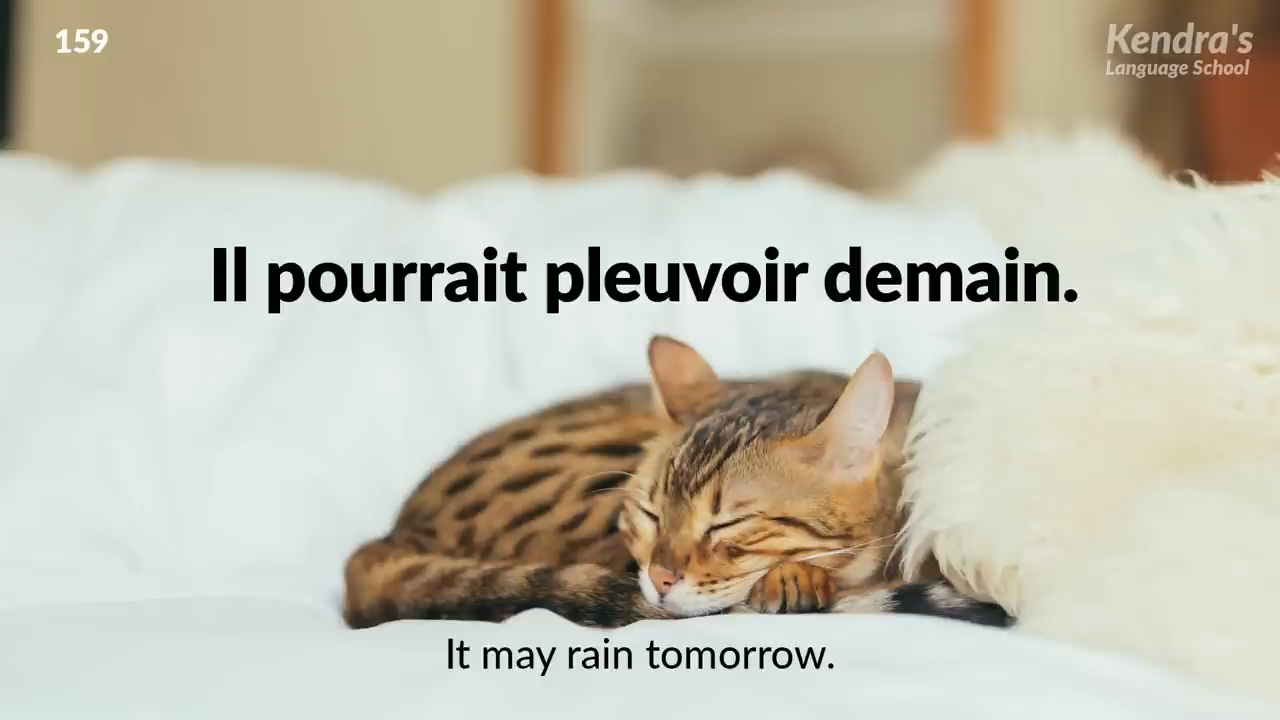 159
Kendra's
Language School
Il pourrait pleuvoir demain.
It may rain tomorrow.